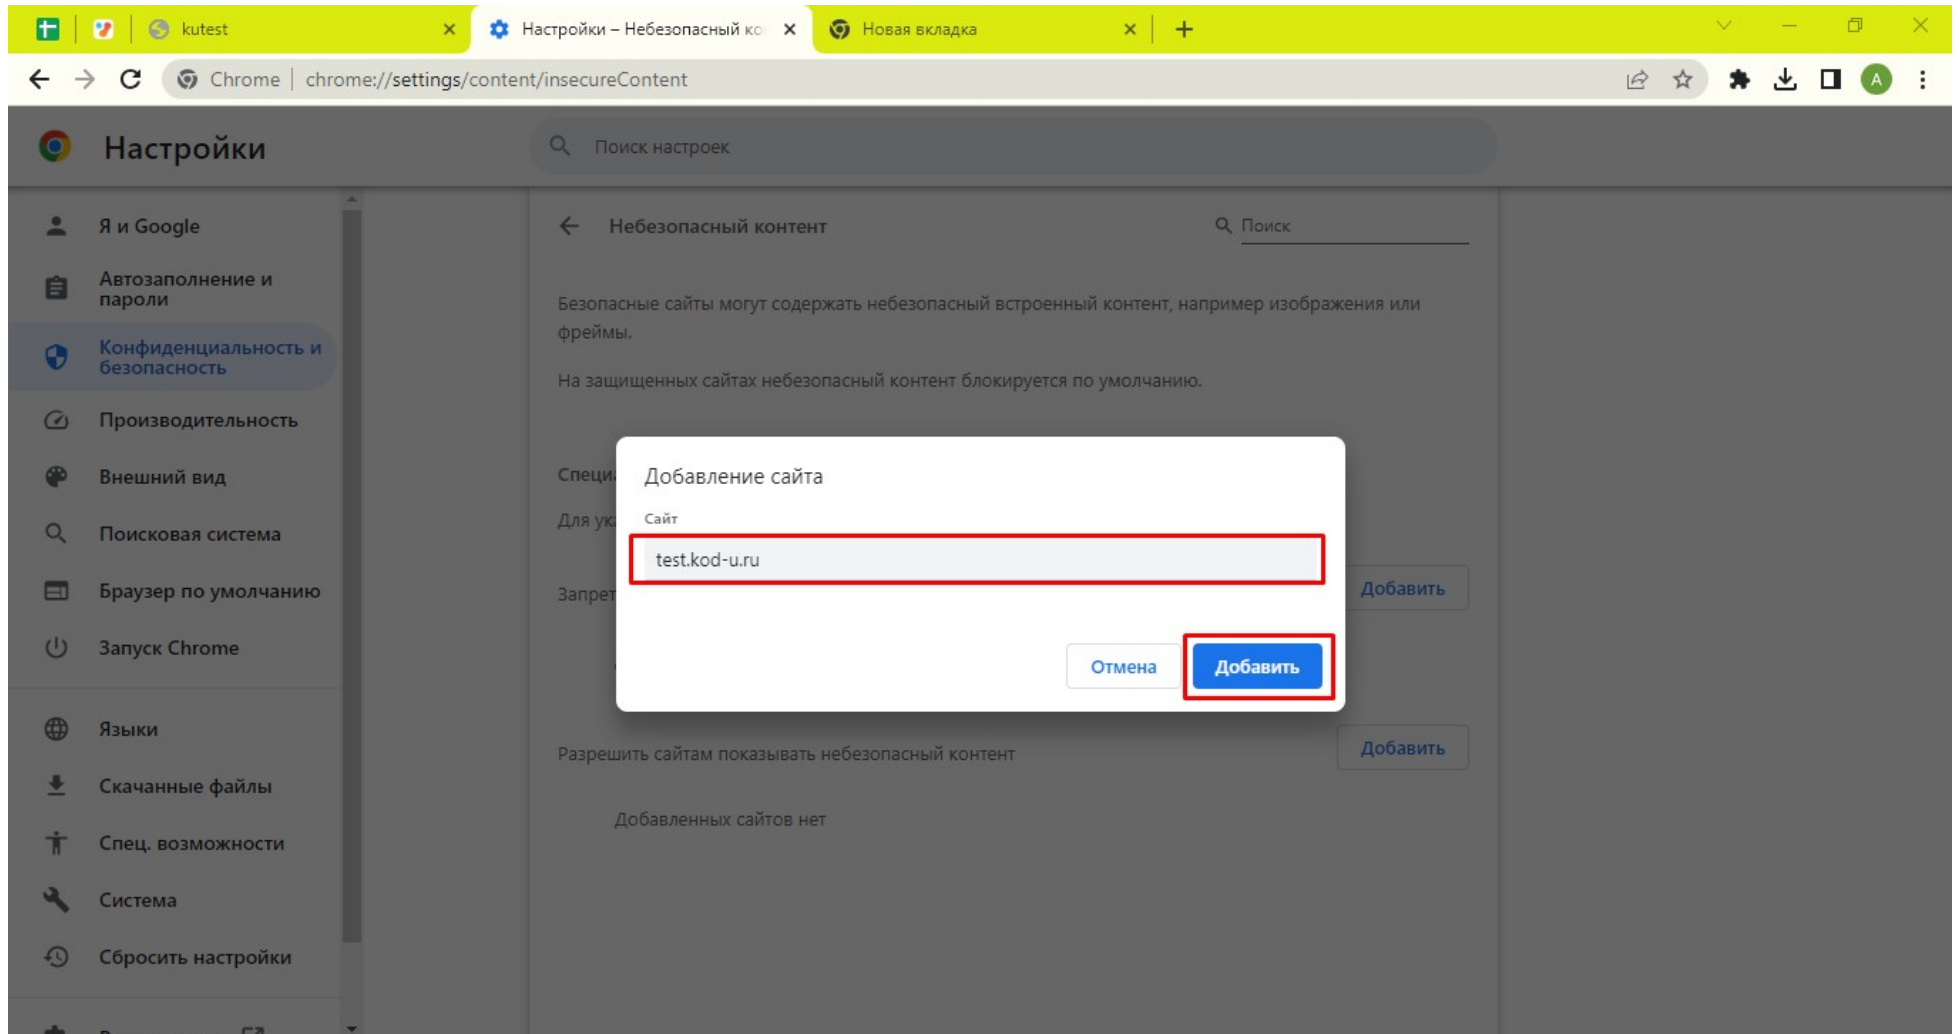 kutest
Настройки – Небезопасный ко
Новая вкладка
Chrome | chrome://settings/content/insecureContent
A
Настройки
Поиск настроек
Я и Google
Автозаполнение и
пароли
Конфиденциальность и
безопасность
Производительность
Внешний вид
Поисковая система
Браузер по умолчанию
Запуск Chrome
Языки
Скачанные файлы
Спец. возможности
Система
Сбросить настройки
Небезопасный контент
Поиск
Безопасные сайты могут содержать небезопасный встроенный контент, например изображения или
фреймы.
На защищенных сайтах небезопасный контент блокируется по умолчанию.
Специа
Для ука
Запрет
Добавить
Добавление сайта
Сайт
test.kod-u.ru
Отмена
Добавить
Разрешить сайтам показывать небезопасный контент
Добавить
Добавленных сайтов нет